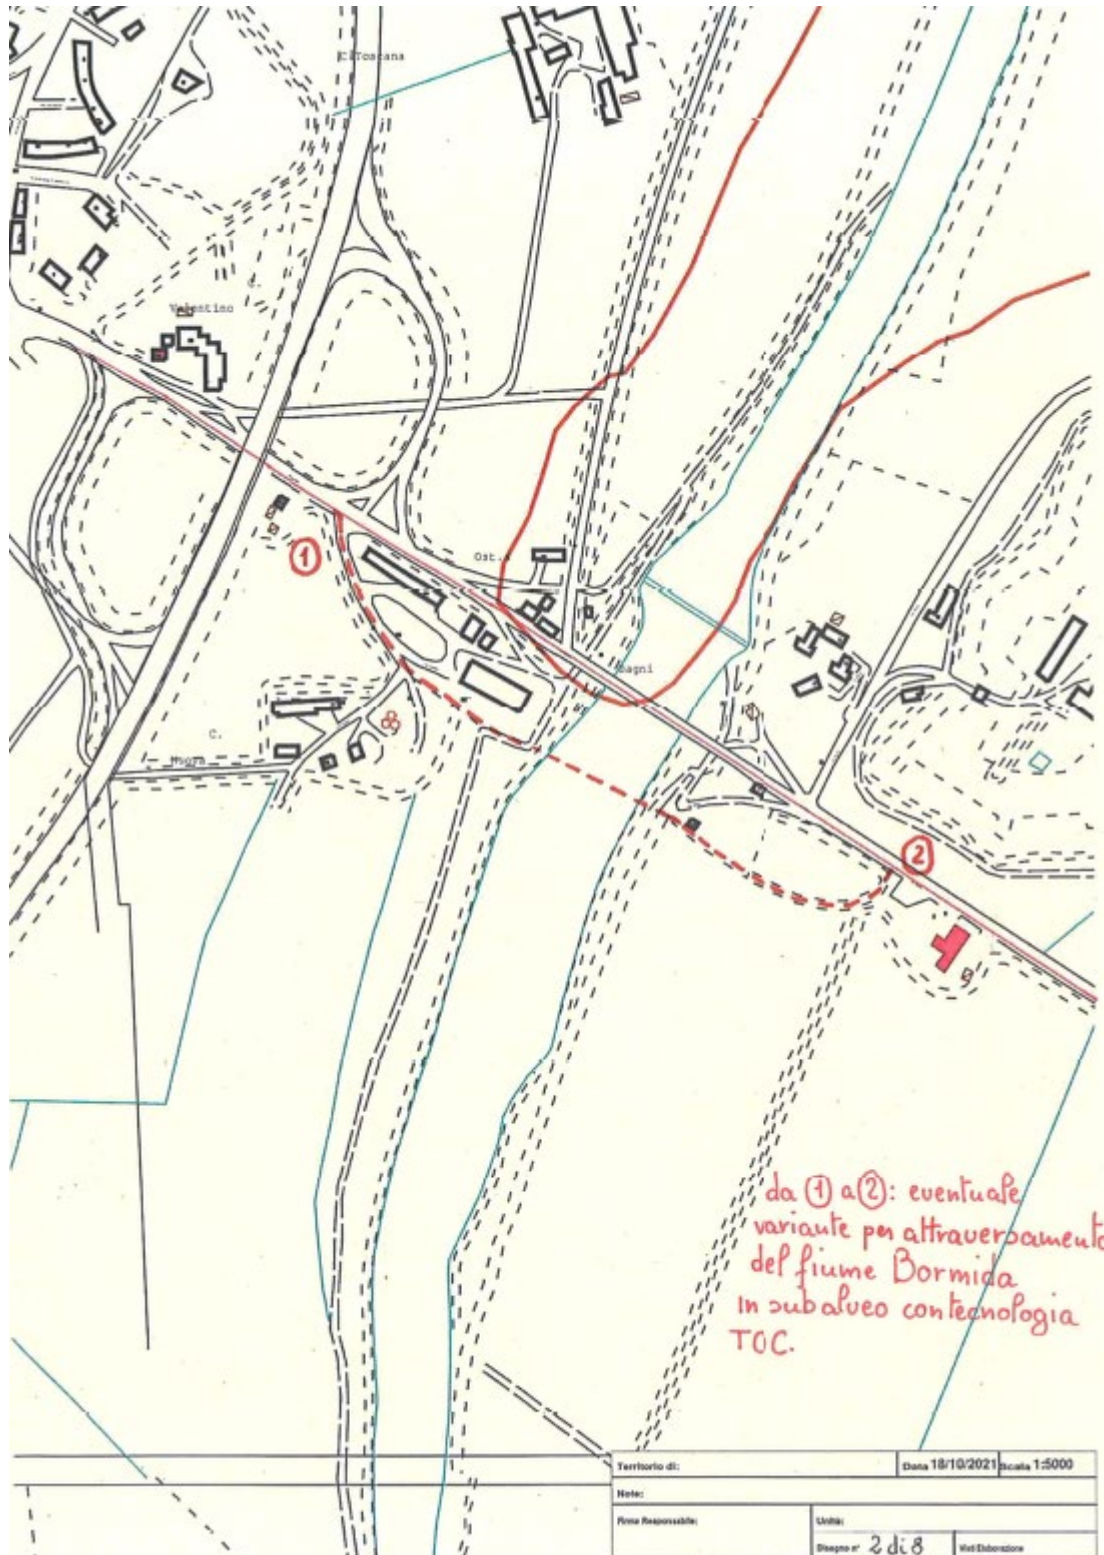 C.Toscana
Valentino
1
Ost.a
Bagni
C.
2
da 1 a 2: eventuale
variante per attraversamento
del fiume Bormida
in subalveo con tecnologia
TOC.
Territorio di:
Data 18/10/2021
Scala 1:5000
Note:
Firma Responsabile:
Unità:
Disegno n° 2 di 8
Visti Elaborazione